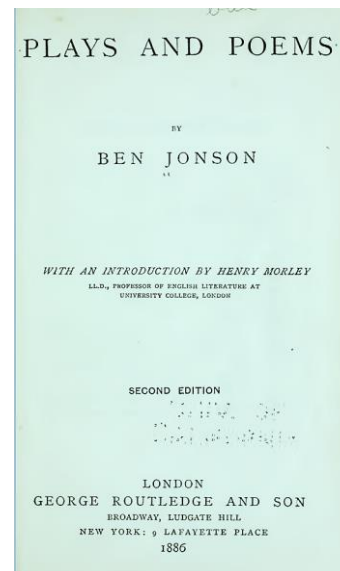 PLAYS AND POEMS
BY
BEN JONSON
WITH AN INTRODUCTION BY HENRY MORLEY
LL.D., PROFESSOR OF ENGLISH LITERATURE AT
UNIVERSITY COLLEGE, LONDON
SECOND EDITION
LONDON
GEORGE ROUTLEDGE AND SON
BROADWAY, LUDGATE HILL
NEW YORK: 9 LAFAYETTE PLACE
1886